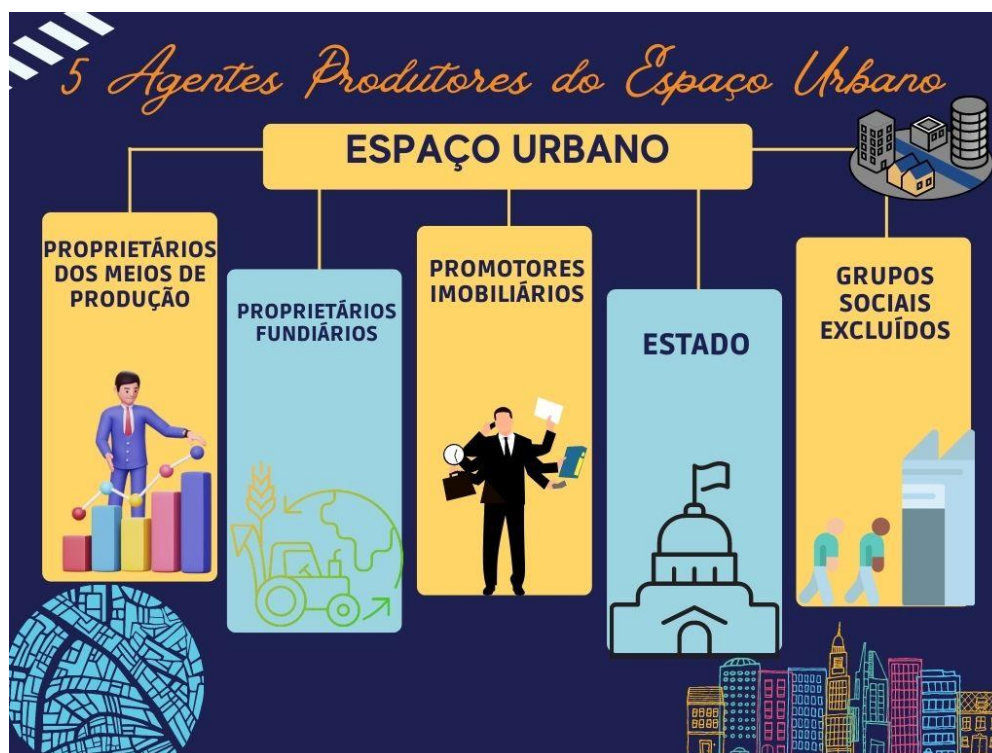 5 Agentes Produtores do Espaço Urbano
ESPAÇO URBANO
PROPRIETÁRIOS
DOS MEIOS DE
PRODUÇÃO
PROPRIETÁRIOS
FUNDIÁRIOS
PROMOTORES
IMOBILIÁRIOS
ESTADO
GRUPOS
SOCIAIS
EXCLUÍDOS